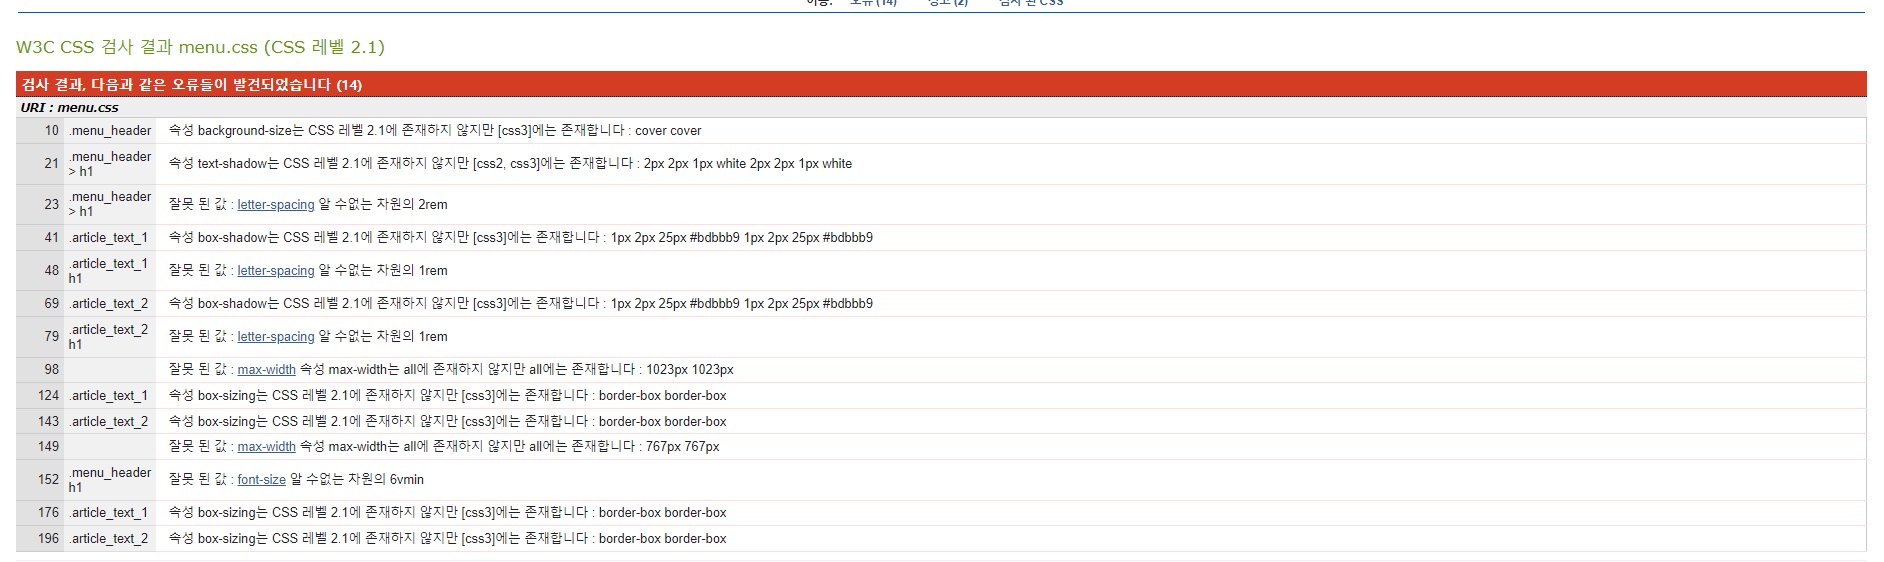 W3C CSS 검사 결과 menu.css (CSS 레벨 2.1)
검사 결과, 다음과 같은 오류들이 발견되었습니다 (14)
URI : menu.css
10 .menu_header 속성 background-size는 CSS 레벨 2.1에 존재하지 않지만 [css3]에는 존재합니다 : cover cover
21 .menu_header > h1 속성 text-shadow는 CSS 레벨 2.1에 존재하지 않지만 [css2, css3]에는 존재합니다 : 2px 2px 1px white 2px 2px 1px white
23 .menu_header > h1 잘못 된 값 : letter-spacing 알 수없는 차원의 2rem
41 .article_text_1 속성 box-shadow는 CSS 레벨 2.1에 존재하지 않지만 [css3]에는 존재합니다 : 1px 2px 25px #bdbbb9 1px 2px 25px #bdbbb9
48 .article_text_1 h1 잘못 된 값 : letter-spacing 알 수없는 차원의 1rem
69 .article_text_2 속성 box-shadow는 CSS 레벨 2.1에 존재하지 않지만 [css3]에는 존재합니다 : 1px 2px 25px #bdbbb9 1px 2px 25px #bdbbb9
79 .article_text_2 h1 잘못 된 값 : letter-spacing 알 수없는 차원의 1rem
98 잘못 된 값 : max-width 속성 max-width는 all에 존재하지 않지만 all에는 존재합니다 : 1023px 1023px
124 .article_text_1 속성 box-sizing는 CSS 레벨 2.1에 존재하지 않지만 [css3]에는 존재합니다 : border-box border-box
143 .article_text_2 속성 box-sizing는 CSS 레벨 2.1에 존재하지 않지만 [css3]에는 존재합니다 : border-box border-box
149 잘못 된 값 : max-width 속성 max-width는 all에 존재하지 않지만 all에는 존재합니다 : 767px 767px
152 .menu_header h1 잘못 된 값 : font-size 알 수없는 차원의 6vmin
176 .article_text_1 속성 box-sizing는 CSS 레벨 2.1에 존재하지 않지만 [css3]에는 존재합니다 : border-box border-box
196 .article_text_2 속성 box-sizing는 CSS 레벨 2.1에 존재하지 않지만 [css3]에는 존재합니다 : border-box border-box